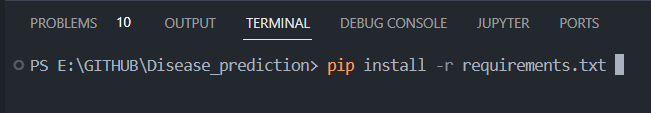 PROBLEMS 10 OUTPUT TERMINAL DEBUG CONSOLE JUPYTER PORTS
PS E:\GITHUB\Disease_prediction> pip install -r requirements.txt